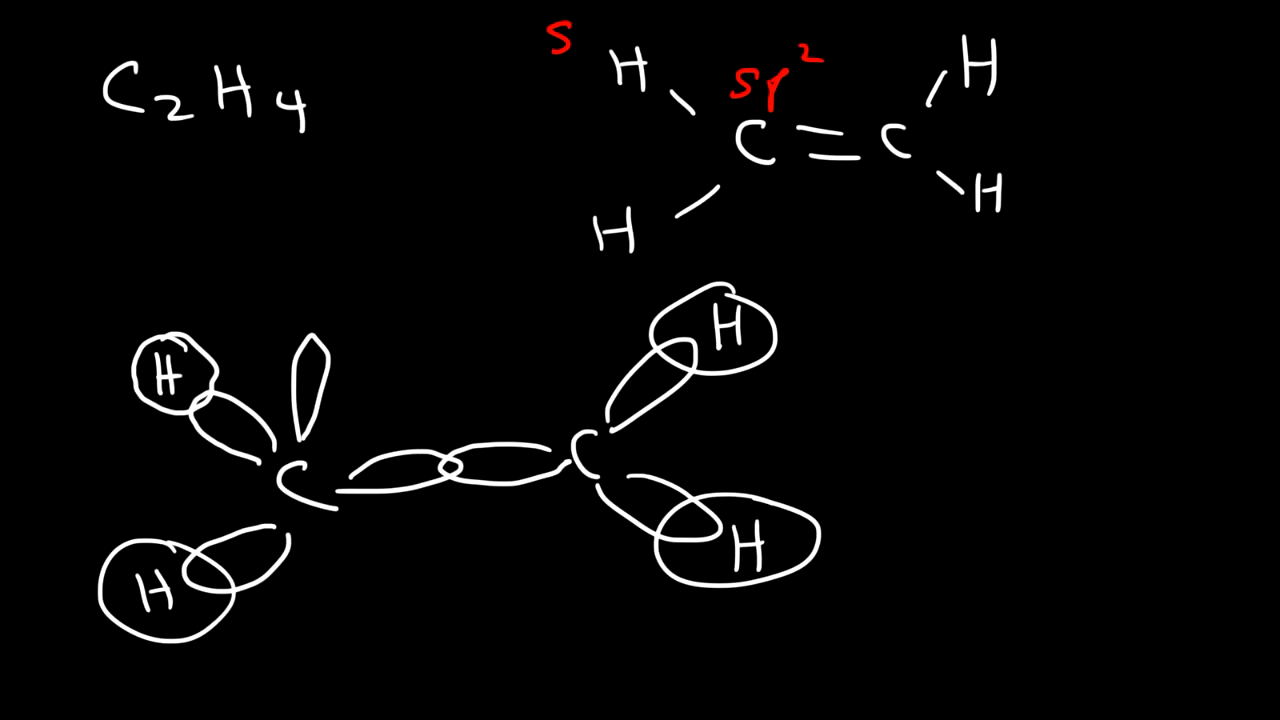 C₂H₄
S
H sp² H
C = C
H H
H H
C C
H H